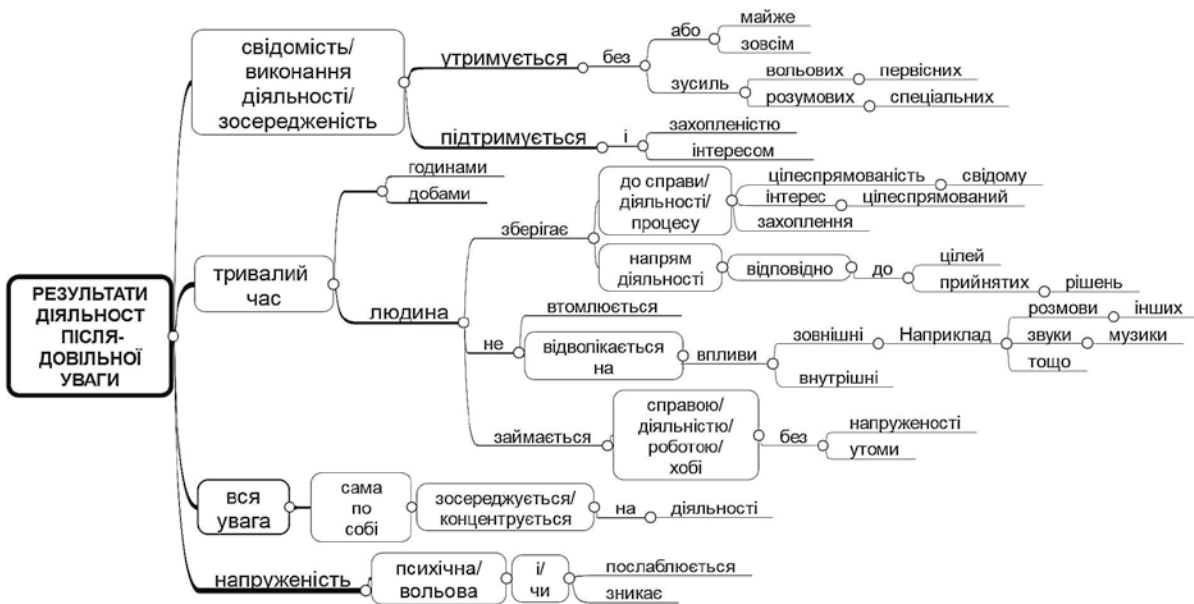 РЕЗУЛЬТАТИ
ДІЯЛЬНОСТ
ПІСЛЯ-
ДОВІЛЬНОЇ
УВАГИ
свідомість/
виконання
діяльності/
зосередженість
утримується
без
або
майже
зовсім
зусиль
вольових
первісних
розумових
спеціальних
підтримується
і
захопленістю
інтересом
тривалий
час
годинами
добами
людина
зберігає
до справи/
діяльності/
процесу
цілеспрямованість
свідому
інтерес
цілеспрямований
захоплення
напрям
діяльності
відповідно
до
цілей
прийнятих
рішень
не
втомлюється
відволікається
на
впливи
зовнішні
Наприклад
розмови
інших
звуки
музики
тощо
внутрішні
займається
справою/
діяльністю/
роботою/
хобі
без
напруженості
утоми
вся
увага
сама
по
собі
зосереджується/
концентрується
на
діяльності
напруженість
психічна/
вольова
і/
чи
послаблюється
зникає